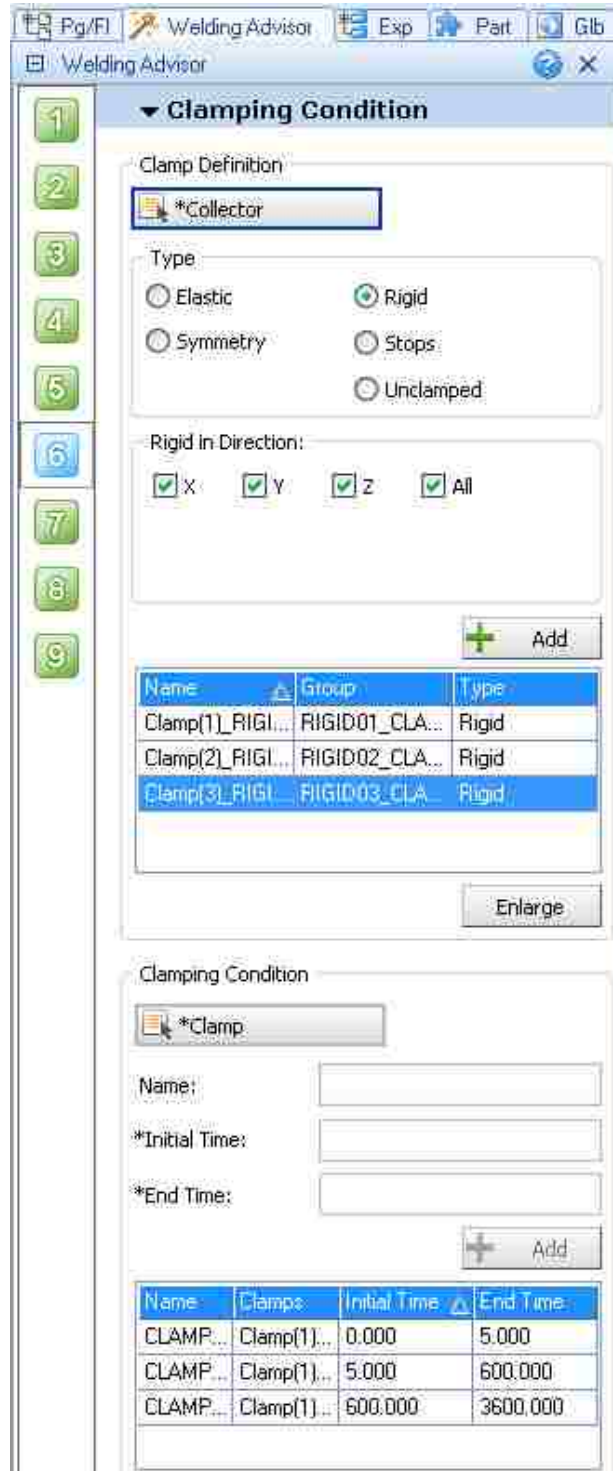 Pg/Fl Welding Advisor Exp Part Glb
Welding Advisor
1
2
3
4
5
6
7
8
9
Clamping Condition
Clamp Definition
*Collector
Type
Elastic Rigid
Symmetry Stops
Unclamped
Rigid in Direction:
X Y Z All
Add
Name Group Type
Clamp(1)_RIGI... RIGID01_CLA... Rigid
Clamp(2)_RIGI... RIGID02_CLA... Rigid
Clamp(3)_RIGI... RIGID03_CLA... Rigid
Enlarge
Clamping Condition
*Clamp
Name:
*Initial Time:
*End Time:
Add
Name Clamps Initial Time End Time
CLAMP... Clamp(1)... 0.000 5.000
CLAMP... Clamp(1)... 5.000 600.000
CLAMP... Clamp(1)... 600.000 3600.000